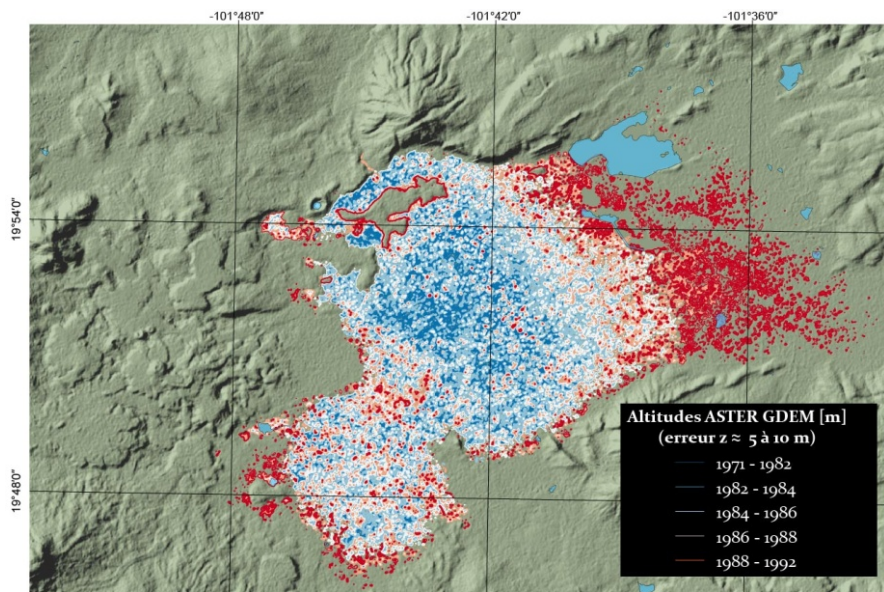 -101°48'0"
-101°42'0"
-101°36'0"
19°54'0"
19°48'0"
Altitudes ASTER GDEM [m]
(erreur z ≈ 5 à 10 m)
1971 - 1982
1982 - 1984
1984 - 1986
1986 - 1988
1988 - 1992